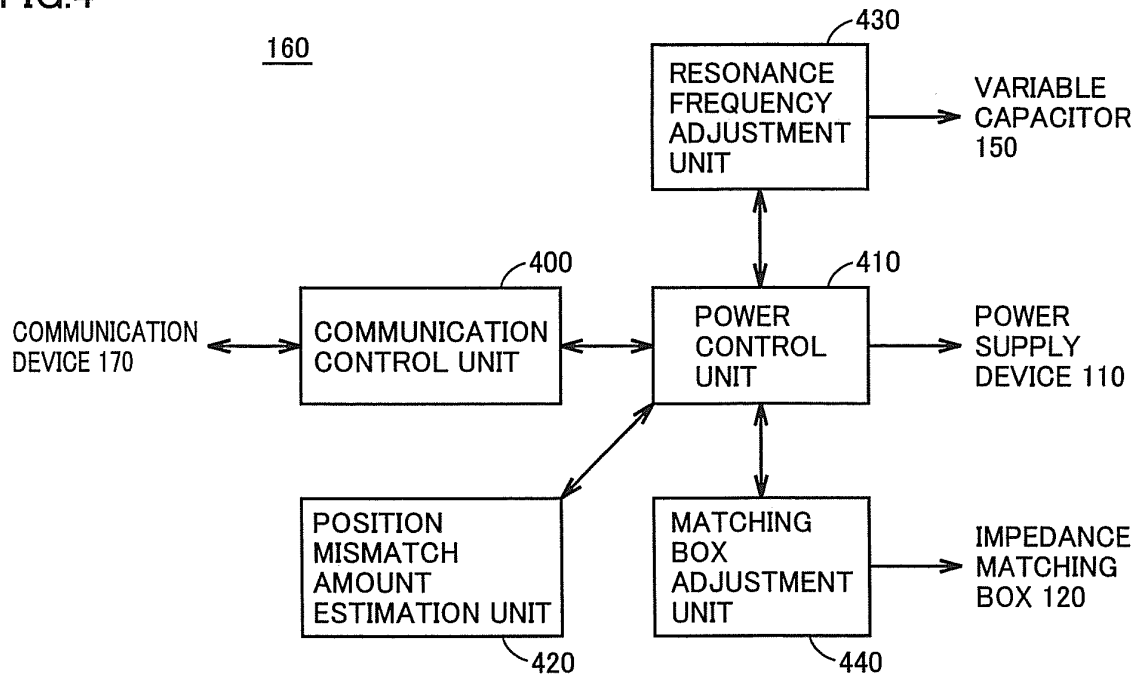 FIG.4
160
430
RESONANCE
FREQUENCY
ADJUSTMENT
UNIT
VARIABLE
CAPACITOR
150
400
410
COMMUNICATION
DEVICE 170
COMMUNICATION
CONTROL UNIT
POWER
CONTROL
UNIT
POWER
SUPPLY
DEVICE 110
POSITION
MISMATCH
AMOUNT
ESTIMATION UNIT
MATCHING
BOX
ADJUSTMENT
UNIT
IMPEDANCE
MATCHING
BOX 120
420
440